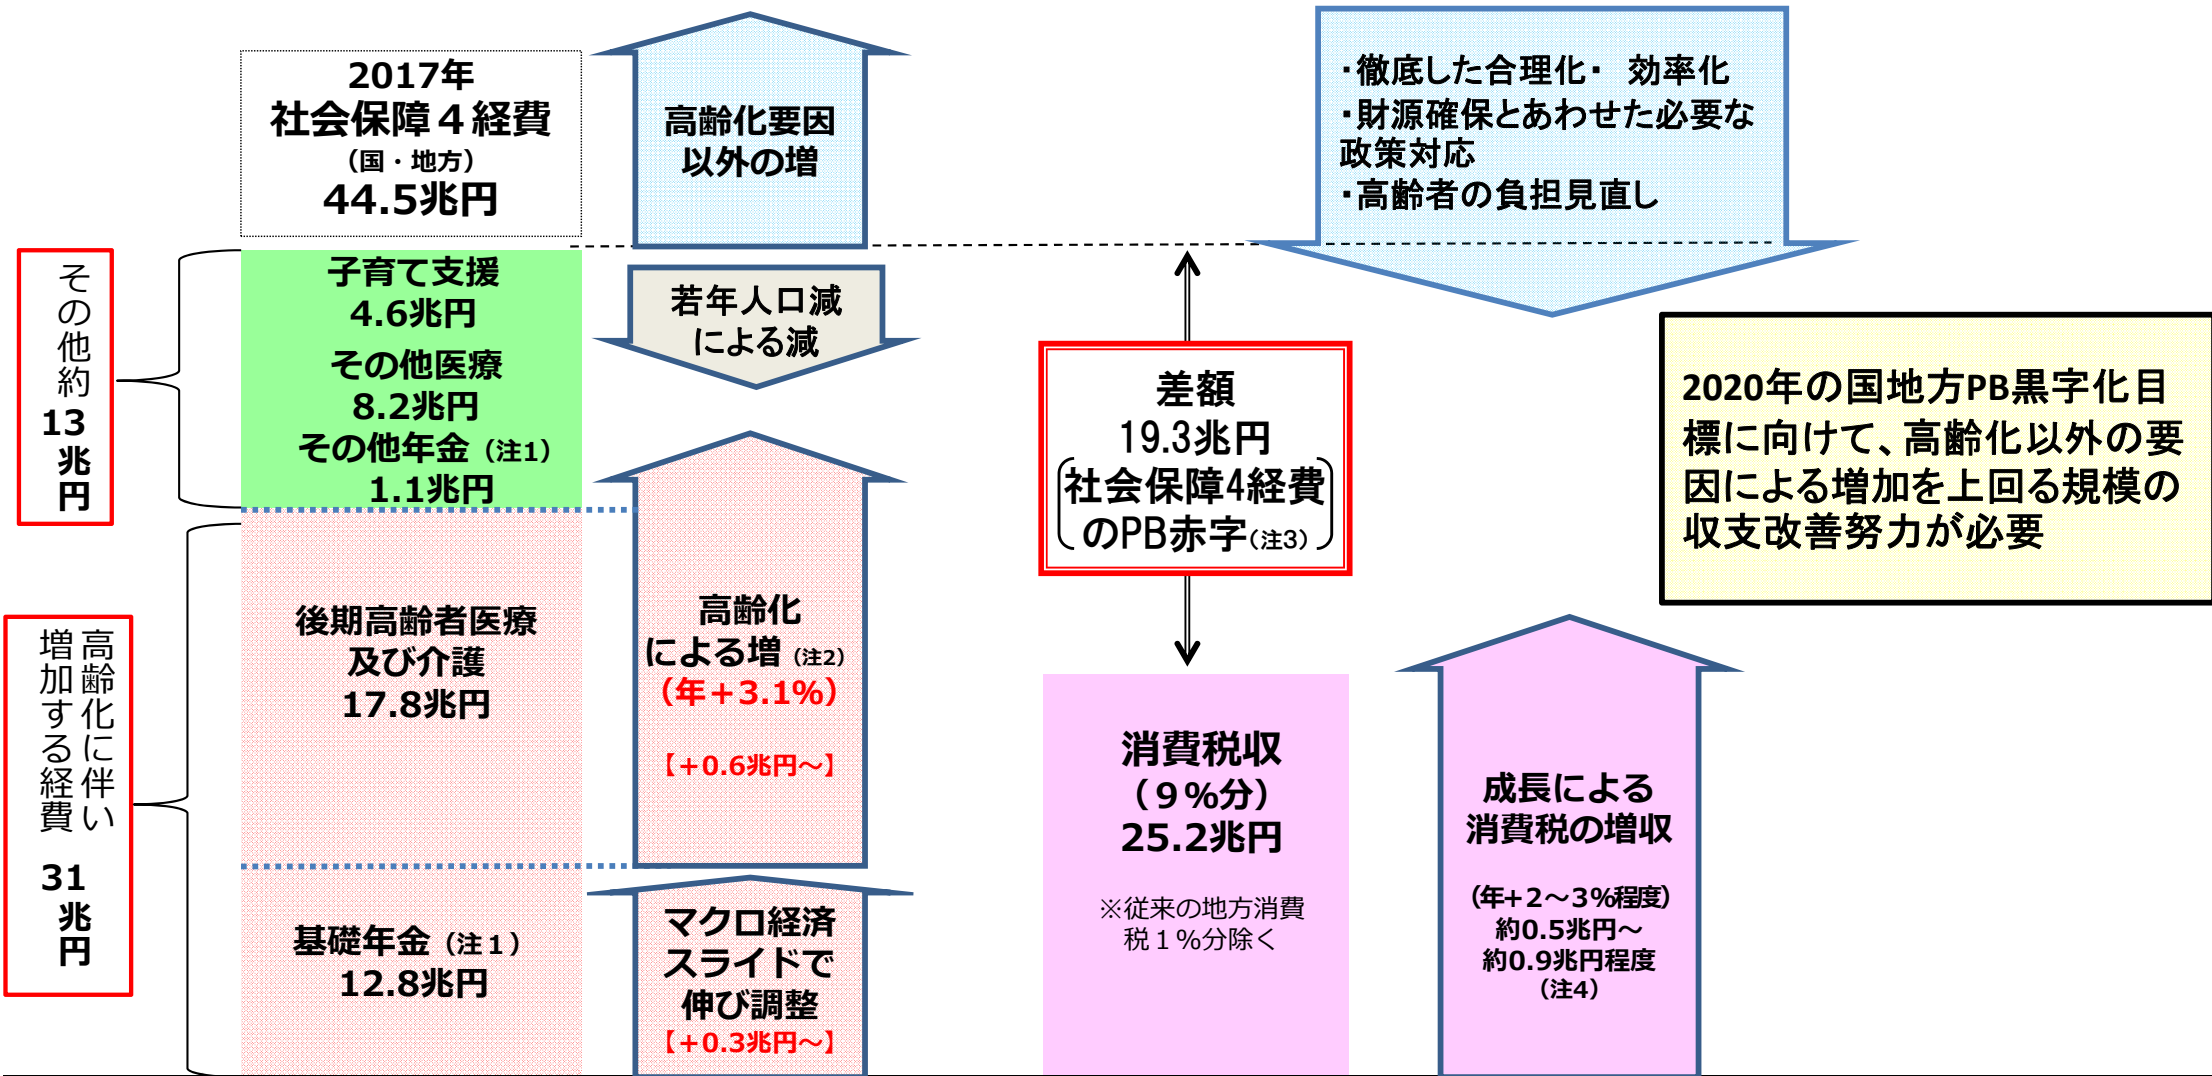 2017年
社会保障４経費
（国・地方）
44.5兆円
その他約
13
兆
円
子育て支援
4.6兆円
その他医療
8.2兆円
その他年金（注1）
1.1兆円
高齢化に伴い
増加する経費
31
兆
円
後期高齢者医療
及び介護
17.8兆円
基礎年金（注１）
12.8兆円
高齢化要因
以外の増
若年人口減
による減
高齢化
による増（注2）
（年＋3.1%）
【＋0.6兆円～】
マクロ経済
スライドで
伸び調整
【＋0.3兆円～】
差額
19.3兆円
社会保障4経費
のPB赤字（注3）
消費税収
（９%分）
25.2兆円
※従来の地方消費
税１%分除く
・徹底した合理化・ 効率化
・財源確保とあわせた必要な
政策対応
・高齢者の負担見直し
2020年の国地方PB黒字化目
標に向けて、高齢化以外の要
因による増加を上回る規模の
収支改善努力が必要
成長による
消費税の増収
（年+2～3%程度）
約0.5兆円～
約0.9兆円程度
（注4）